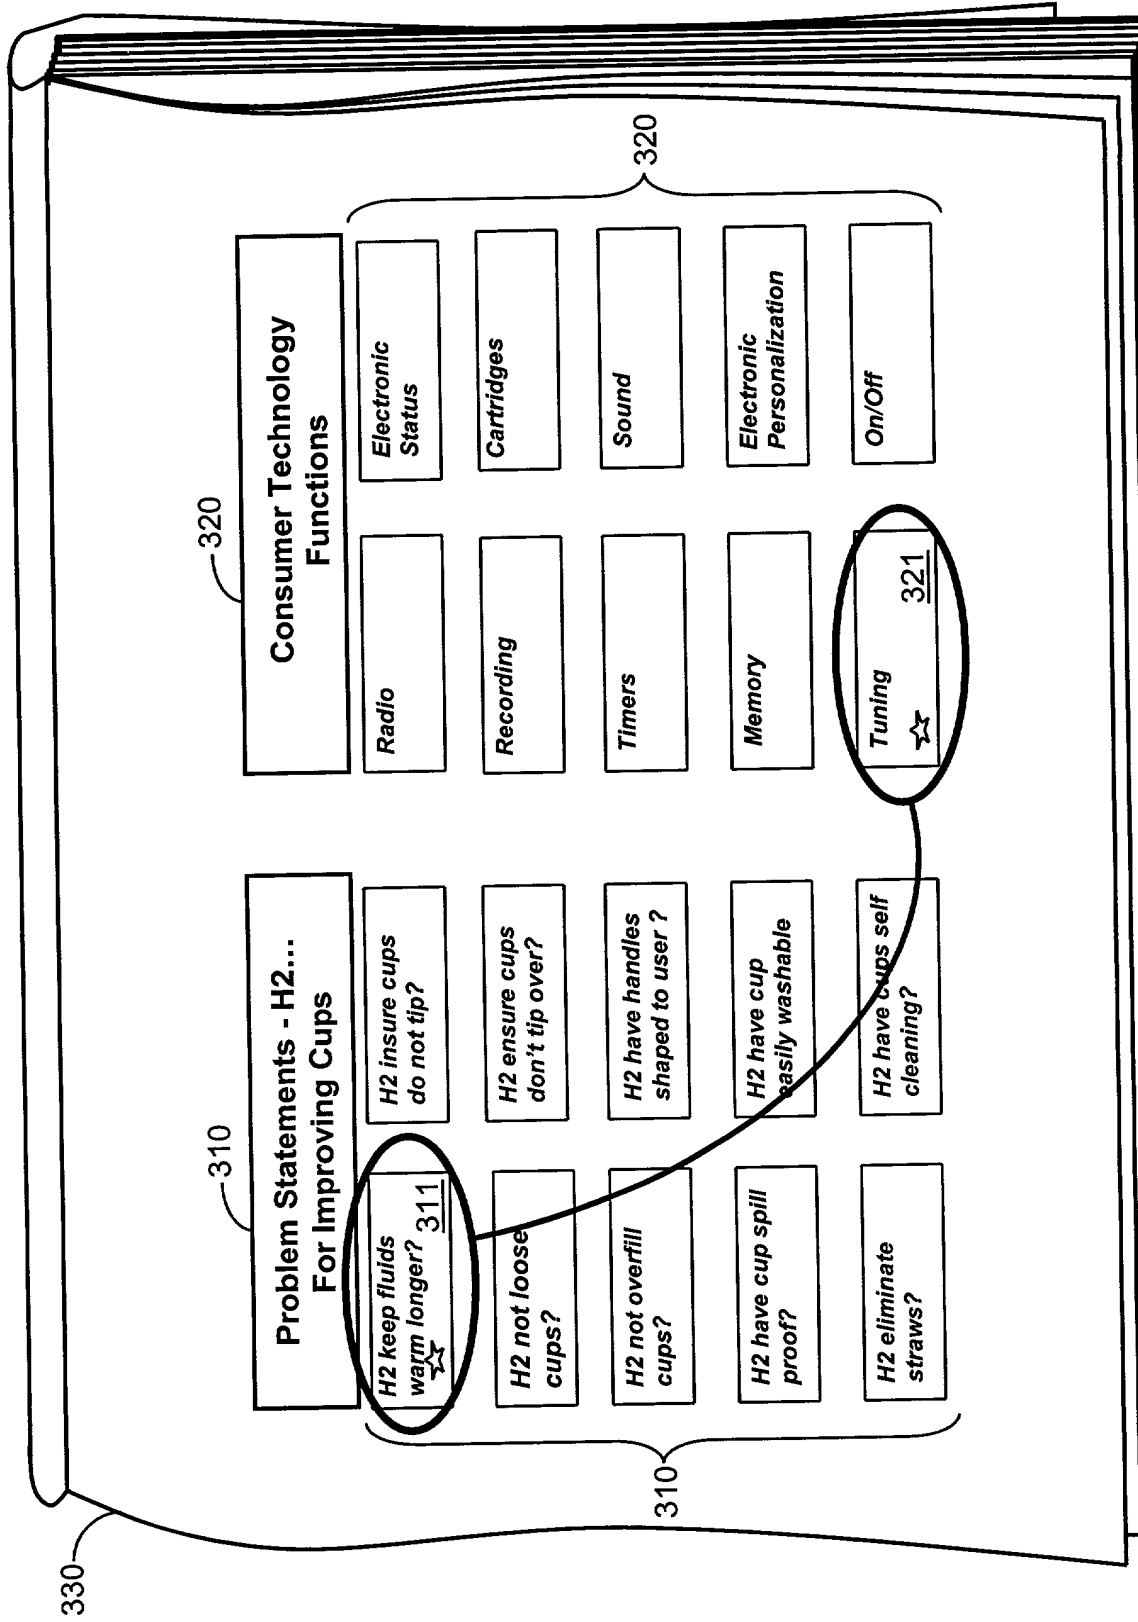 330
310
Problem Statements - H2...
For Improving Cups
H2 keep fluids
warm longer?
311
H2 insure cups
do not tip?
H2 not loose
cups?
H2 ensure cups
don't tip over?
H2 not overfill
cups?
H2 have handles
shaped to user ?
H2 have cup spill
proof?
H2 have cup
easily washable
H2 eliminate
straws?
H2 have cups self
cleaning?
310
320
Consumer Technology
Functions
Radio
Electronic
Status
Recording
Cartridges
Timers
Sound
Memory
Electronic
Personalization
Tuning
321
On/Off
320